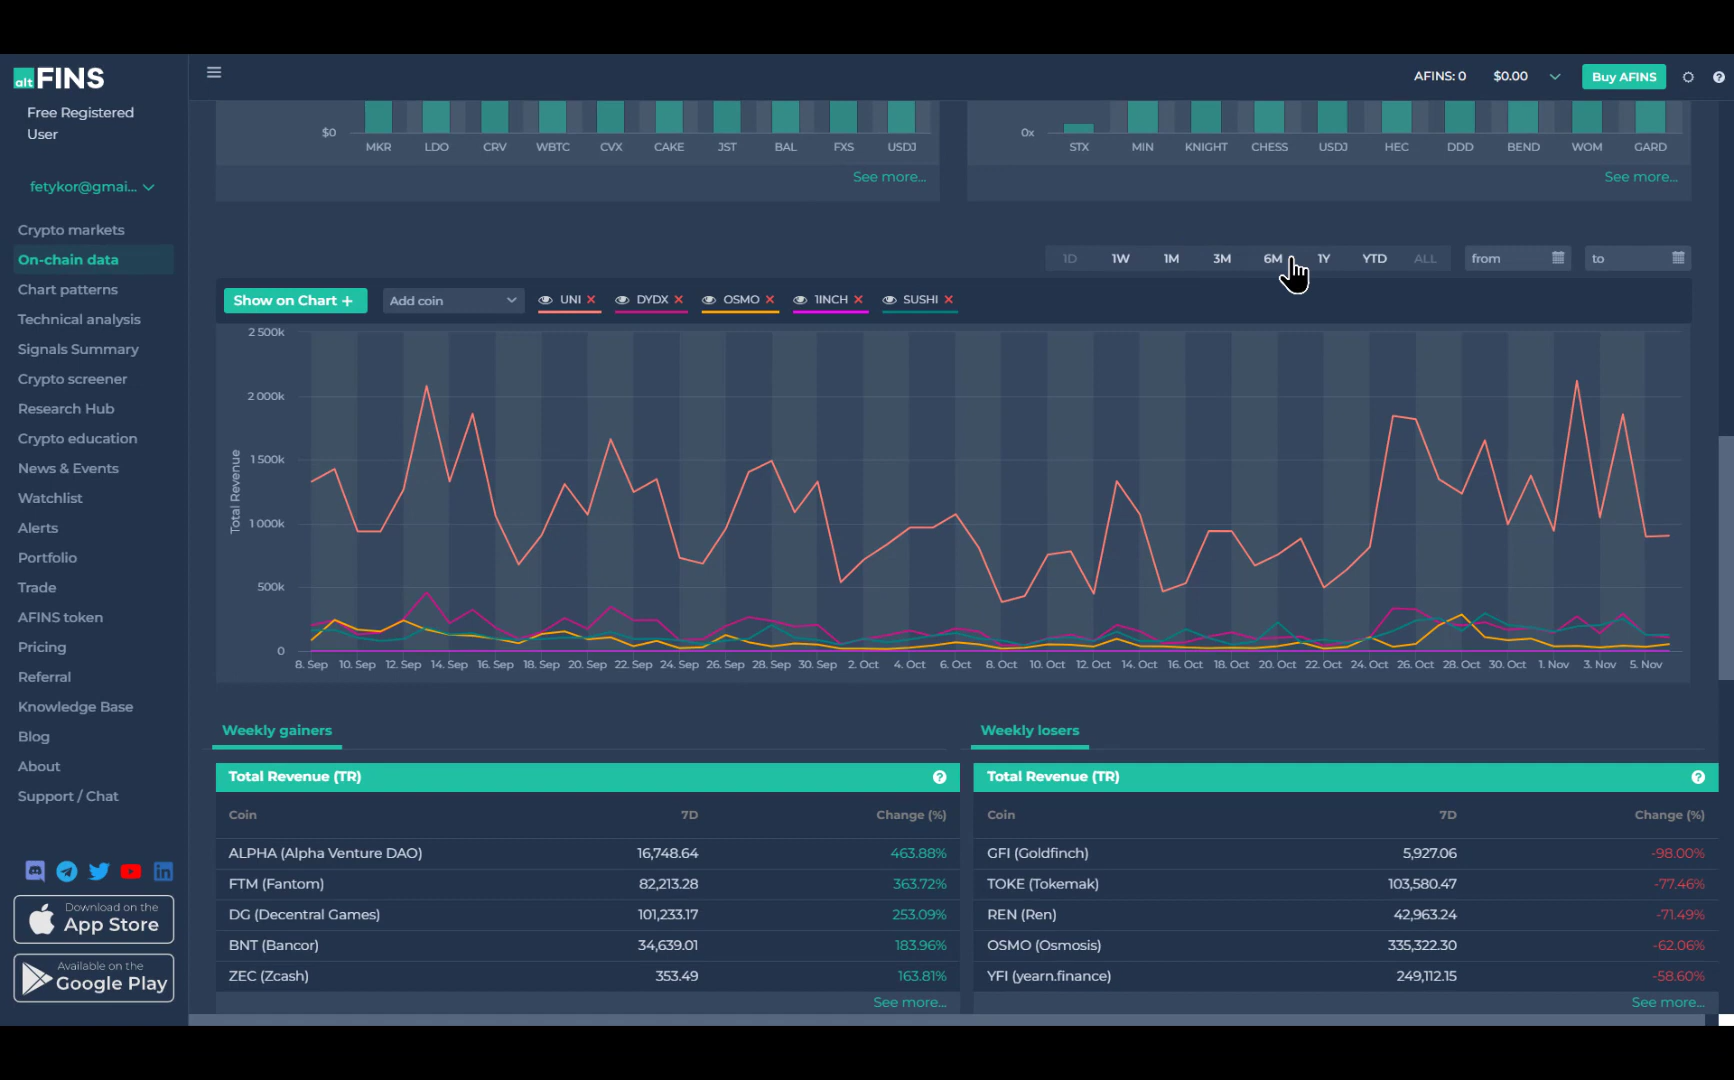 alt FINS
AFINS: 0 $0.00 Buy AFINS ?
Free Registered
User
fetykor@gmai...
Crypto markets
On-chain data
Chart patterns
Technical analysis
Signals Summary
Crypto screener
Research Hub
Crypto education
News & Events
Watchlist
Alerts
Portfolio
Trade
AFINS token
Pricing
Referral
Knowledge Base
Blog
About
Support / Chat
Download on the
App Store
Available on the
Google Play
$0
MKR LDO CRV WBTC CVX CAKE JST BAL FXS USDJ
See more...
0x
STX MIN KNIGHT CHESS USDJ HEC DDD BEND WOM GARD
See more...
1D 1W 1M 3M 6M 1Y YTD ALL from to
Show on Chart + Add coin UNI DYDX OSMO 1INCH SUSHI
Total Revenue
2 500k
2 000k
1 500k
1 000k
500k
0
8. Sep 10. Sep 12. Sep 14. Sep 16. Sep 18. Sep 20. Sep 22. Sep 24. Sep 26. Sep 28. Sep 30. Sep 2. Oct 4. Oct 6. Oct 8. Oct 10. Oct 12. Oct 14. Oct 16. Oct 18. Oct 20. Oct 22. Oct 24. Oct 26. Oct 28. Oct 30. Oct 1. Nov 3. Nov 5. Nov
Weekly gainers
Total Revenue (TR) ?
Coin 7D Change (%)
ALPHA (Alpha Venture DAO) 16,748.64 463.88%
FTM (Fantom) 82,213.28 363.72%
DG (Decentral Games) 101,233.17 253.09%
BNT (Bancor) 34,639.01 183.96%
ZEC (Zcash) 353.49 163.81%
See more...
Weekly losers
Total Revenue (TR) ?
Coin 7D Change (%)
GFI (Goldfinch) 5,927.06 -98.00%
TOKE (Tokemak) 103,580.47 -77.46%
REN (Ren) 42,963.24 -71.49%
OSMO (Osmosis) 335,322.30 -62.06%
YFI (yearn.finance) 249,112.15 -58.60%
See more...